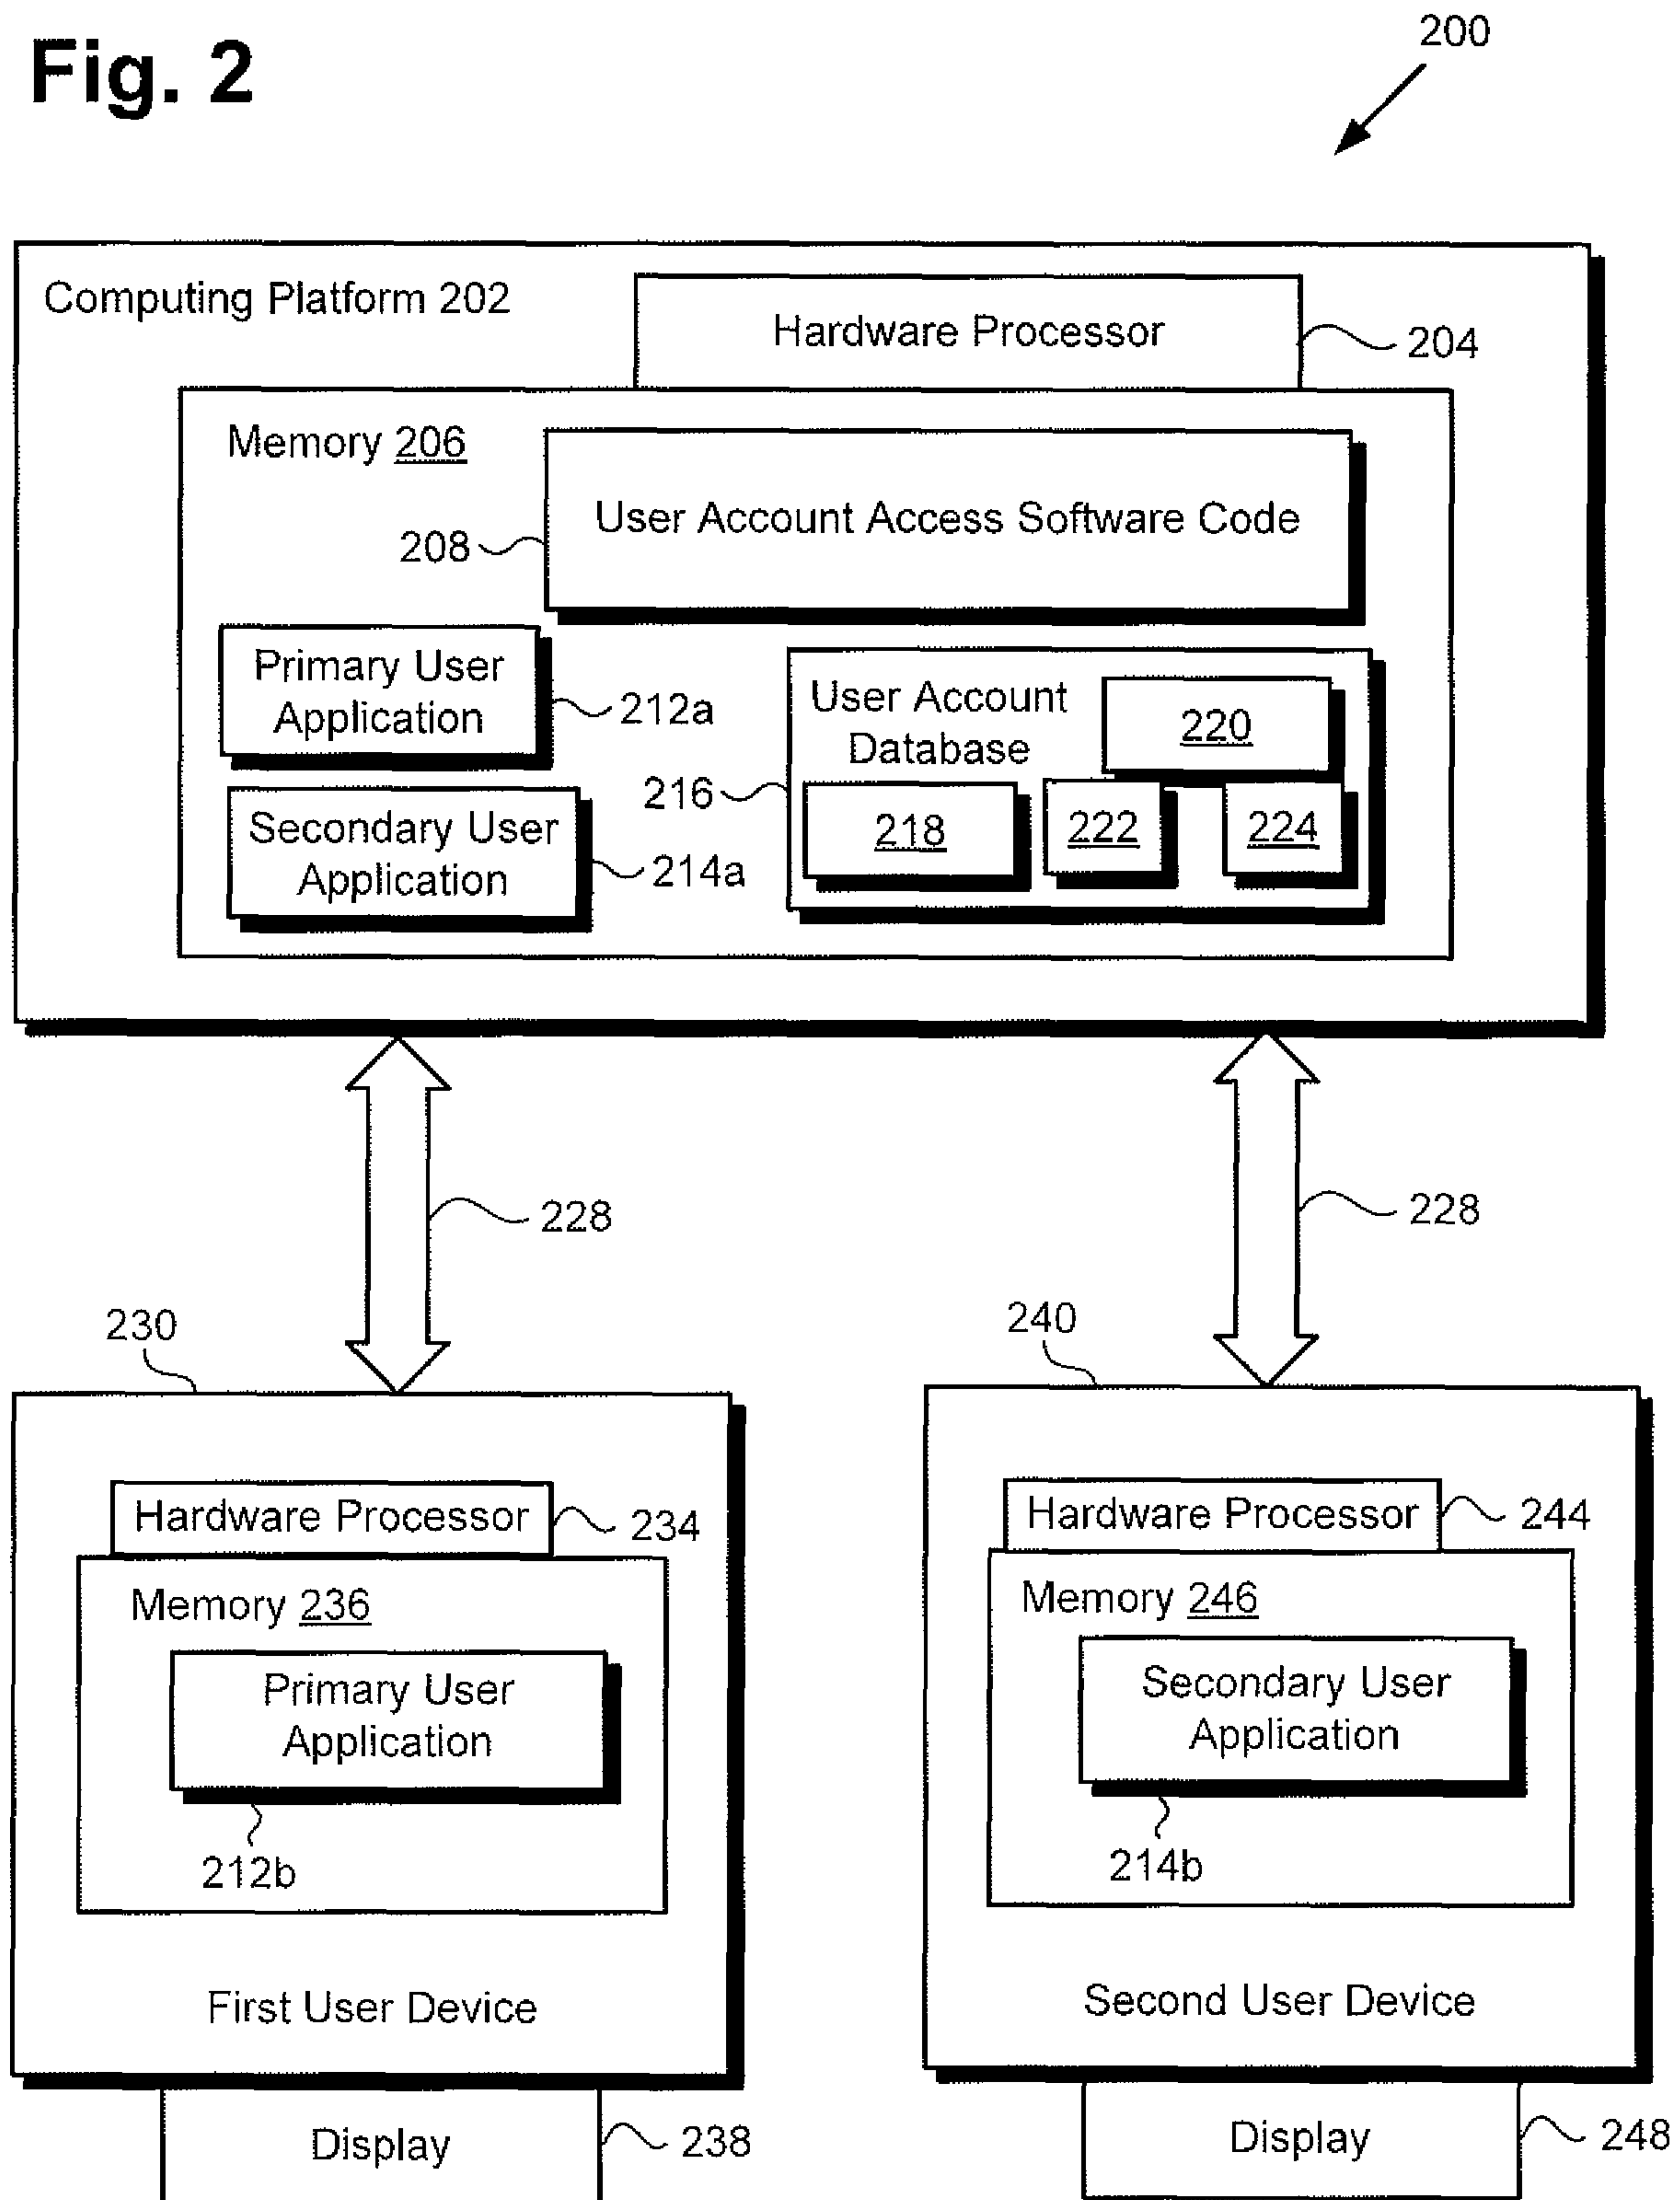 Fig. 2
200
Computing Platform 202
Hardware Processor
204
Memory 206
User Account Access Software Code
208
Primary User
Application
212a
User Account
Database
220
216
218
222
224
Secondary User
Application
214a
228
228
230
240
Hardware Processor
234
Memory 236
Primary User
Application
212b
First User Device
Display
238
Hardware Processor
244
Memory 246
Secondary User
Application
214b
Second User Device
Display
248